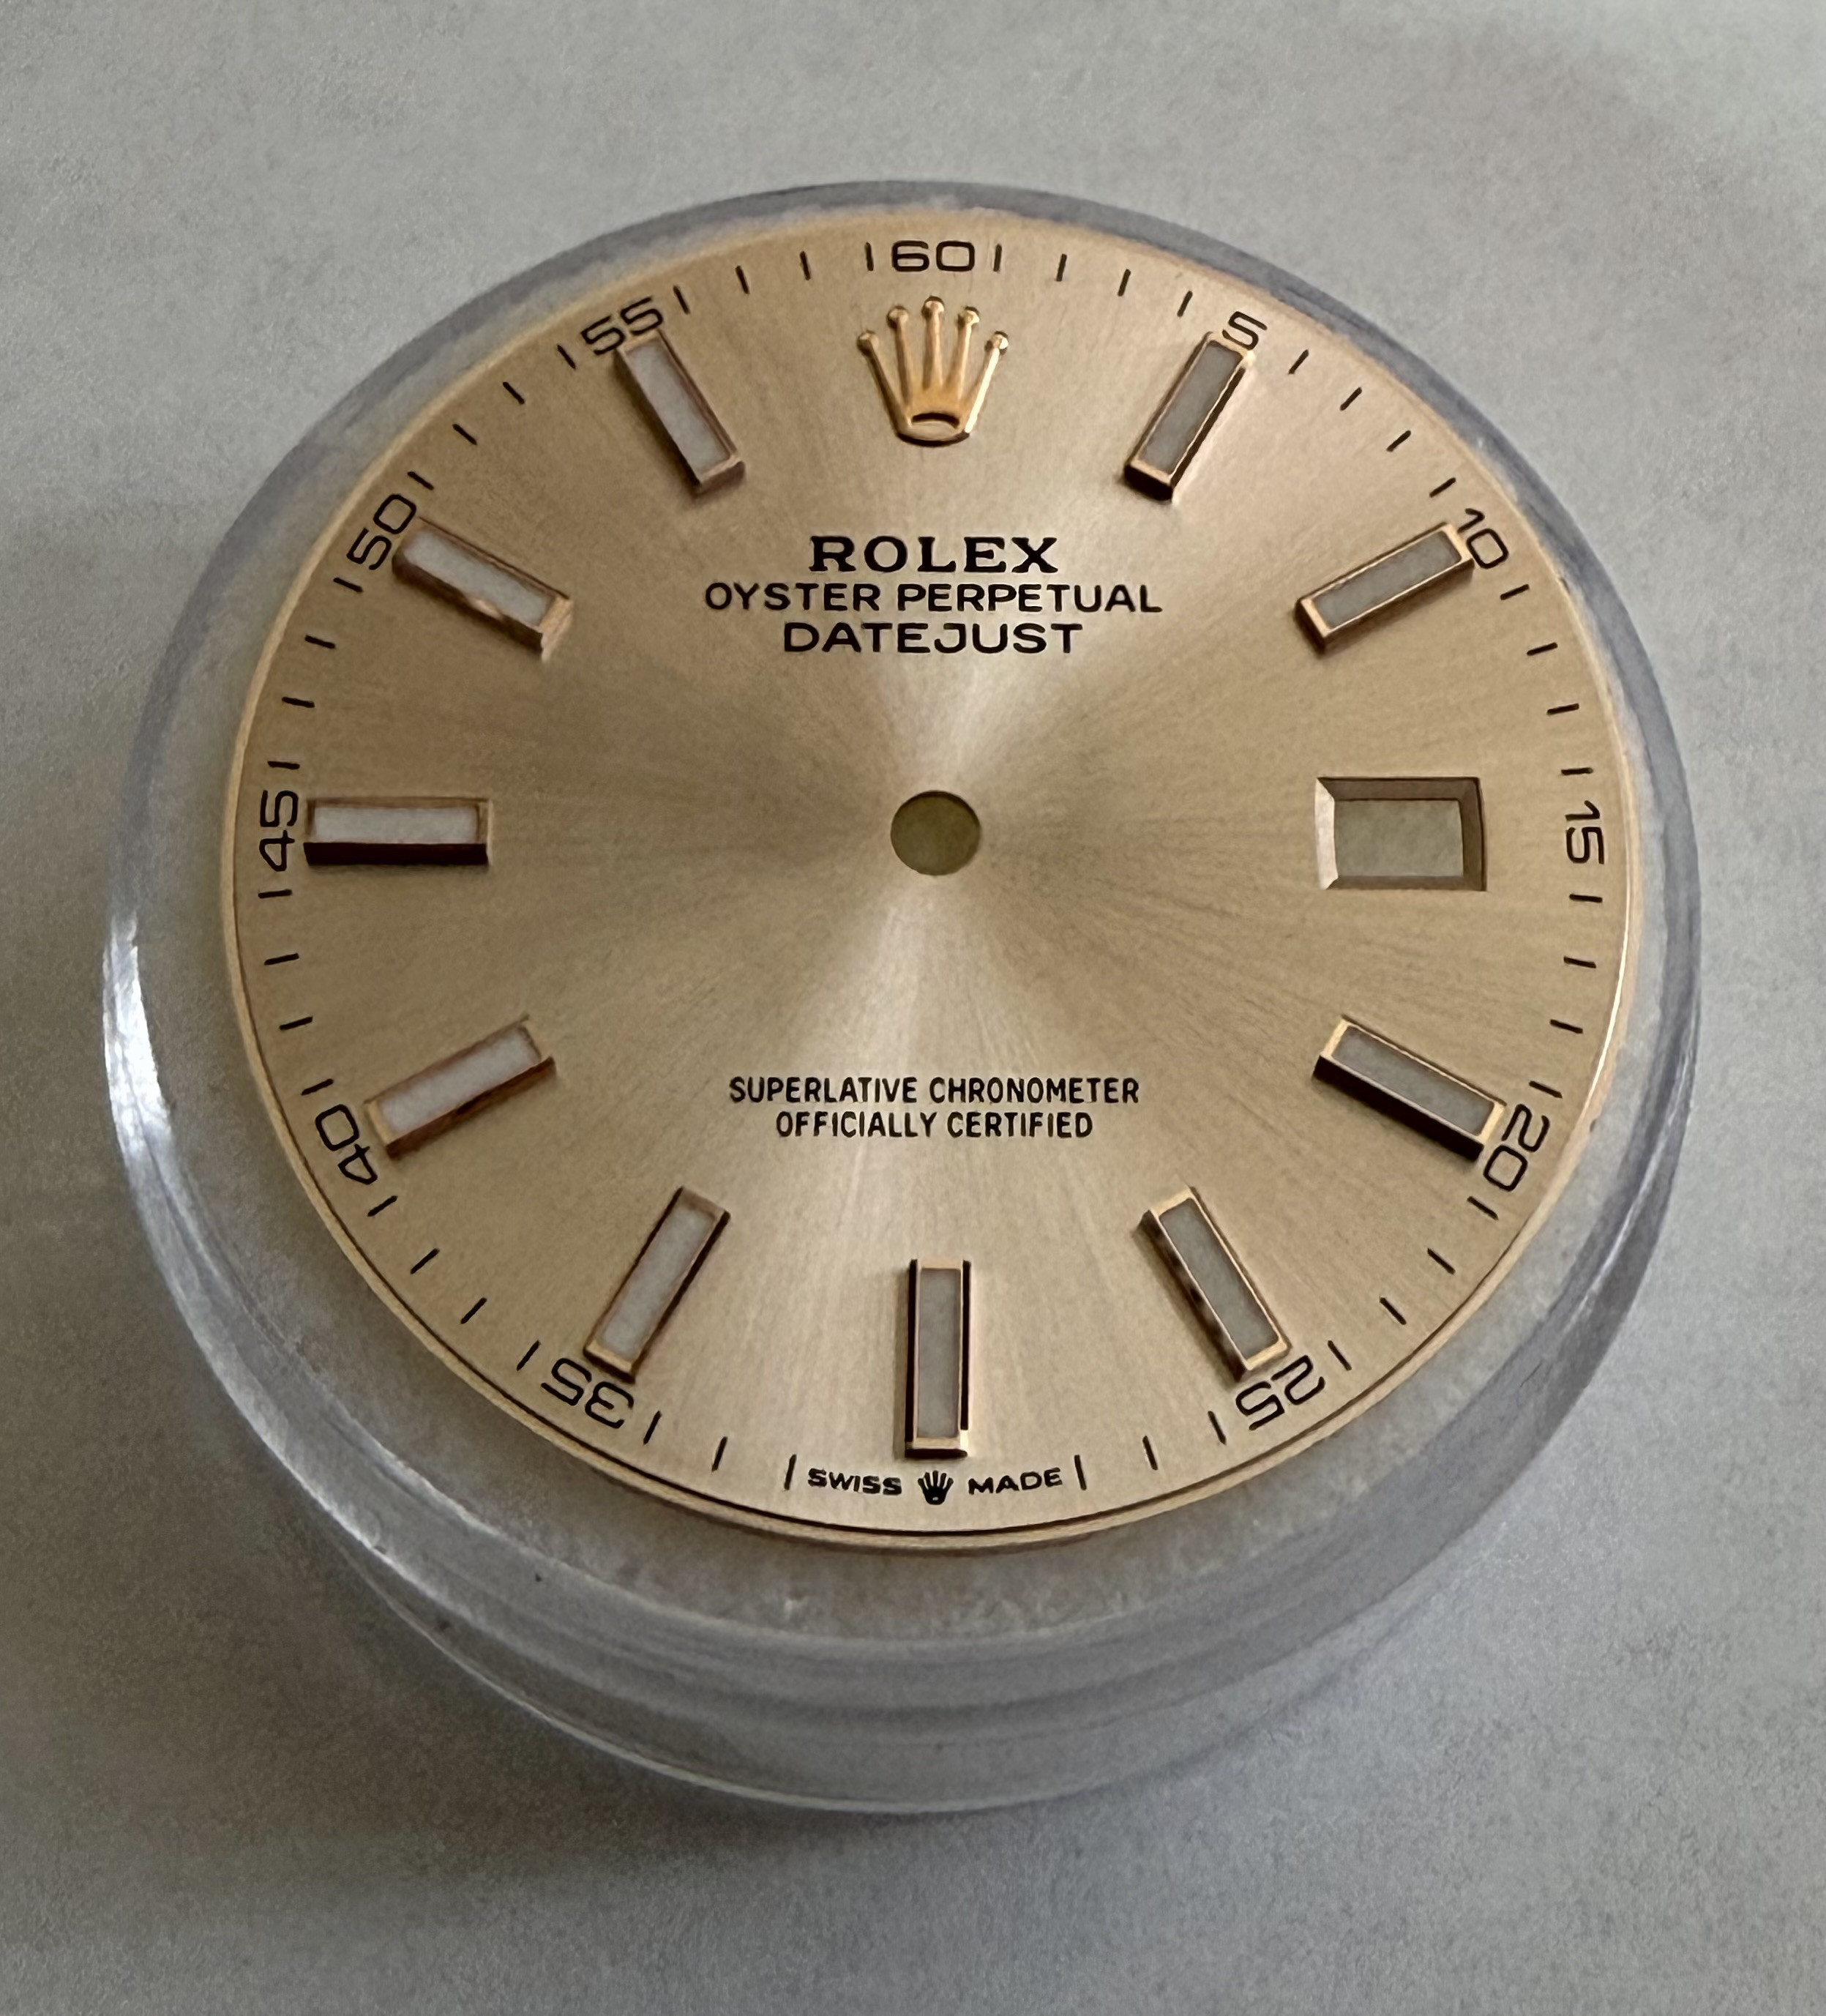 60
5
10
15
20
25
35
40
45
50
55
ROLEX
OYSTER PERPETUAL
DATEJUST
SUPERLATIVE CHRONOMETER
OFFICIALLY CERTIFIED
SWISS MADE